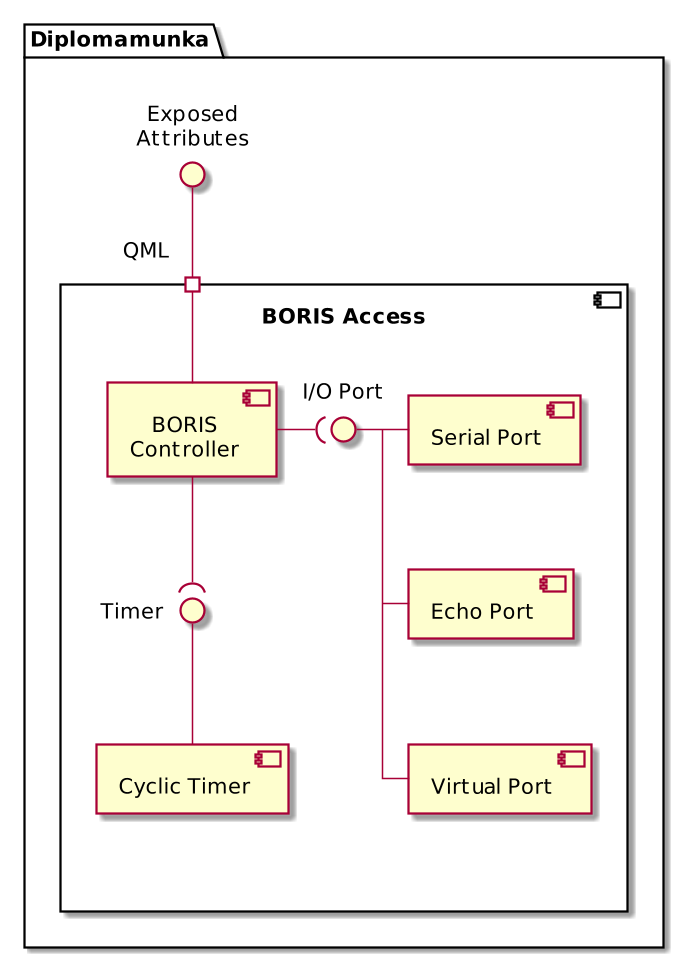 Diplomamunka
Exposed
Attributes
QML
BORIS Access
I/O Port
BORIS
Controller
Serial Port
Timer
Echo Port
Cyclic Timer
Virtual Port